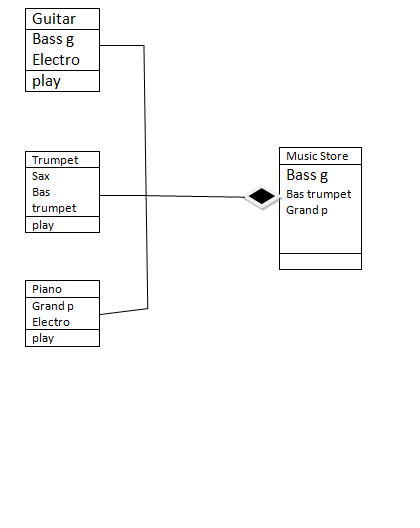 Guitar
Bass g
Electro
play
Trumpet
Sax
Bas
trumpet
play
Piano
Grand p
Electro
play
Music Store
Bass g
Bas trumpet
Grand p